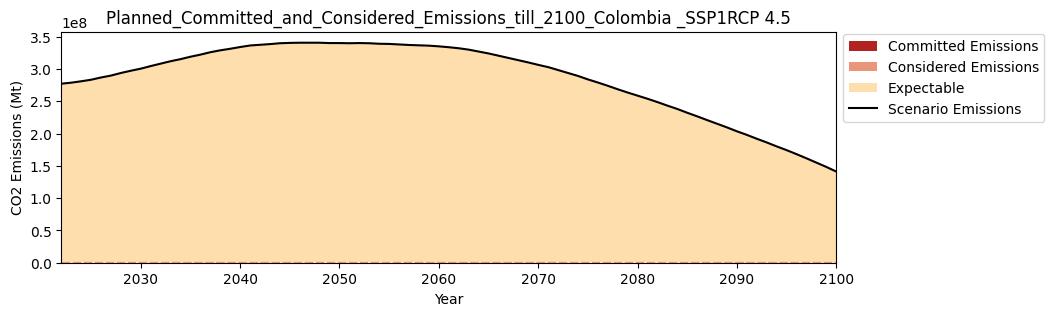 Planned_Committed_and_Considered_Emissions_till_2100_Colombia _SSP1RCP 4.5
1e8
3.5
3.0
2.5
2.0
1.5
1.0
0.5
0.0
CO2 Emissions (Mt)
2030 2040 2050 2060 2070 2080 2090 2100
Year
Committed Emissions
Considered Emissions
Expectable
Scenario Emissions